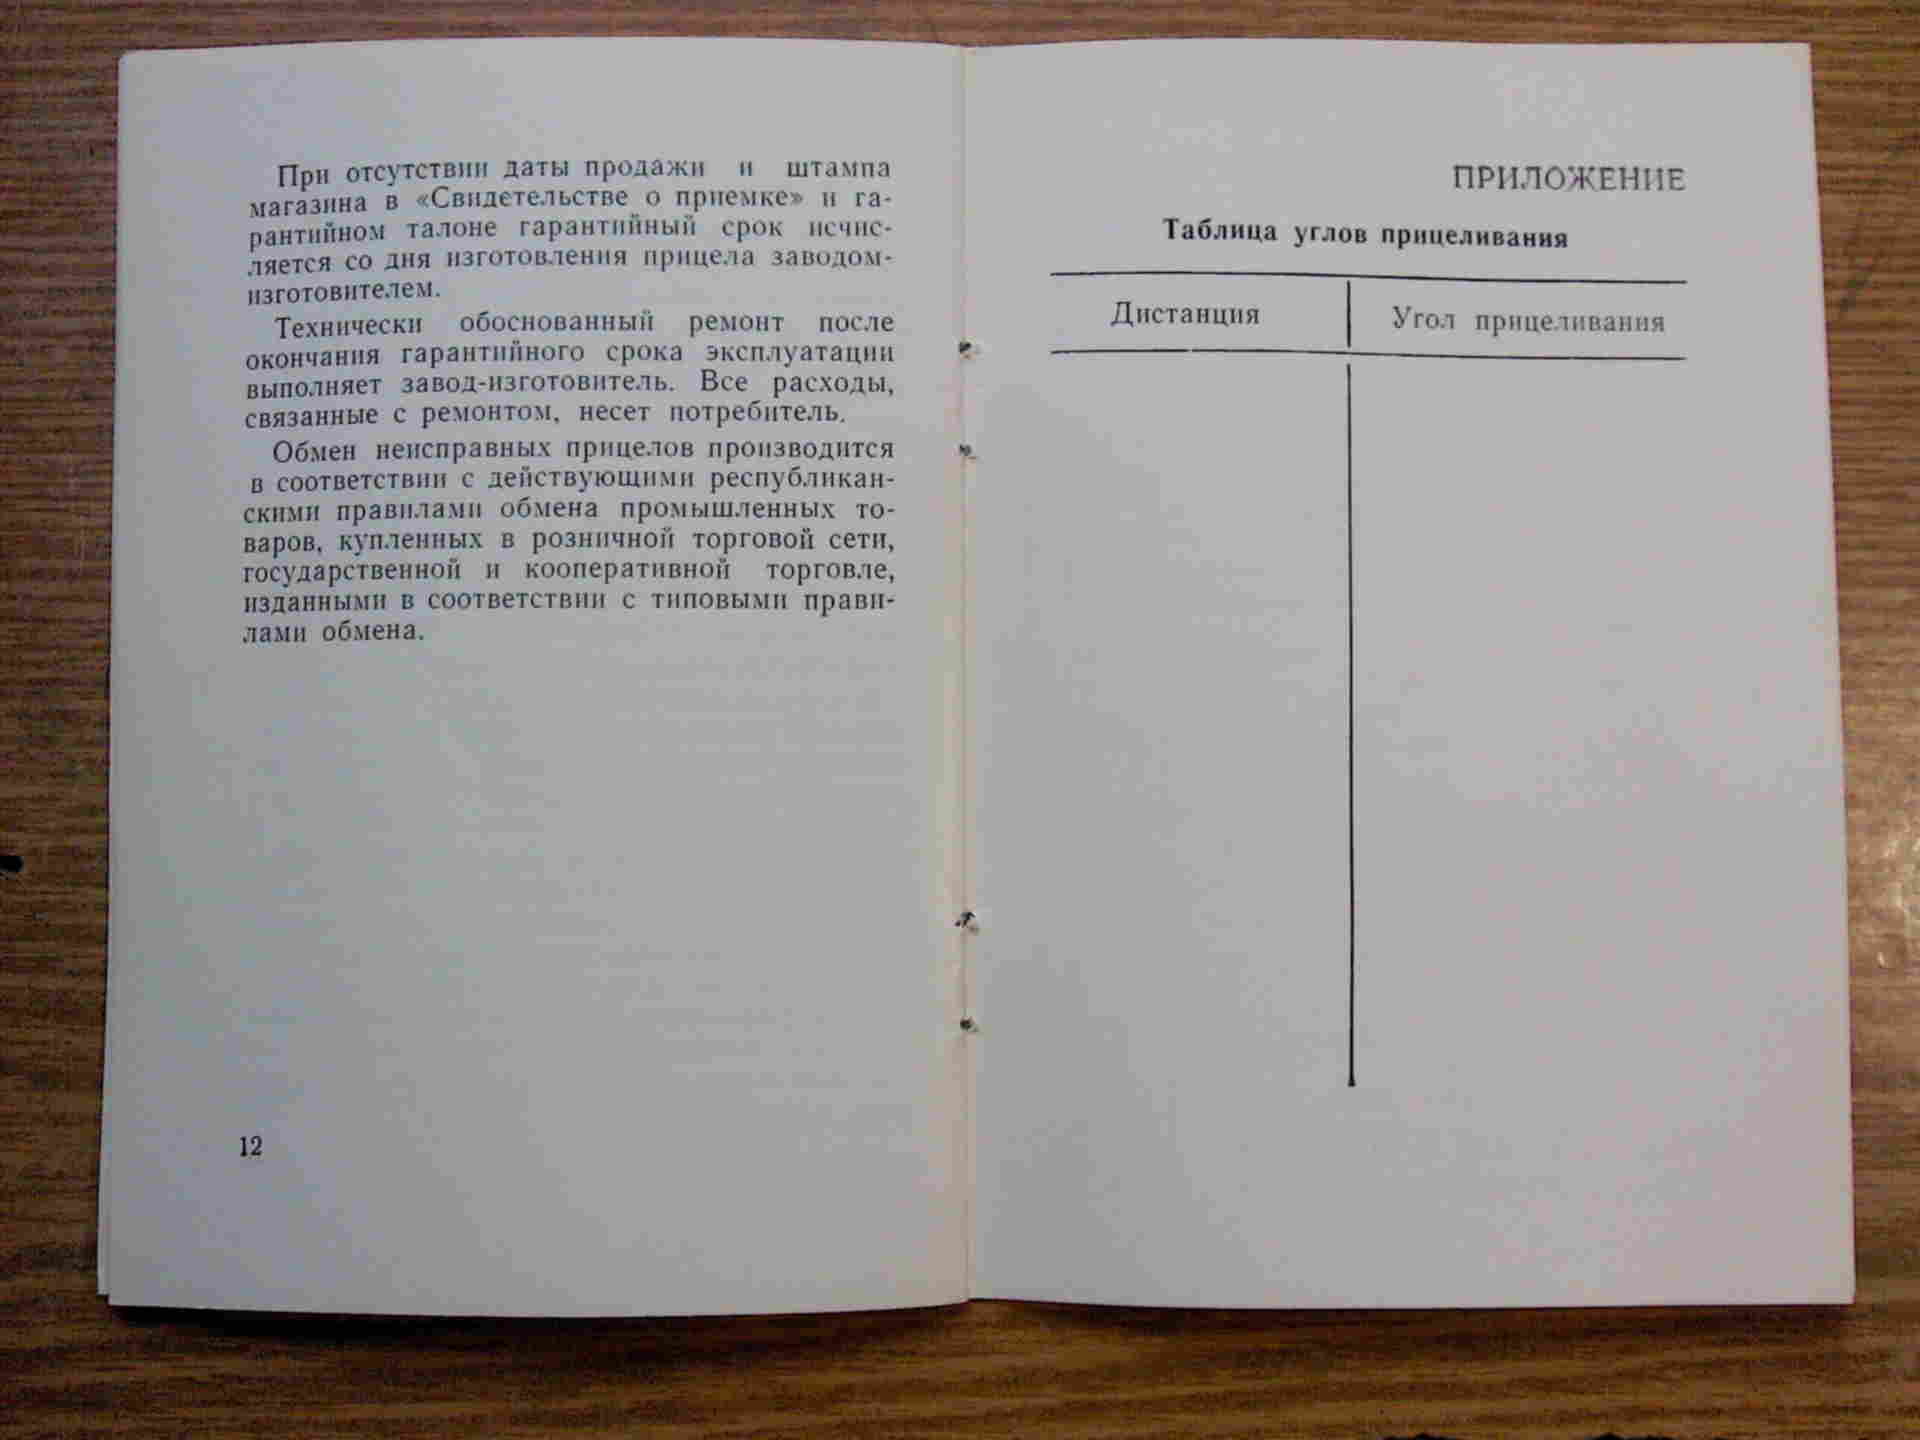 При отсутствии даты продажи и штампа
магазина в «Свидетельстве о приемке» и га-
рантийном талоне гарантийный срок исчис-
ляется со дня изготовления прицела заводом-
изготовителем.
Технически обоснованный ремонт после
окончания гарантийного срока эксплуатации
выполняет завод-изготовитель. Все расходы,
связанные с ремонтом, несет потребитель.
Обмен неисправных прицелов производится
в соответствии с действующими республикан-
скими правилами обмена промышленных то-
варов, купленных в розничной торговой сети,
государственной и кооперативной торговле,
изданными в соответствии с типовыми прави-
лами обмена.
12
ПРИЛОЖЕНИЕ
Таблица углов прицеливания
Дистанция
Угол прицеливания